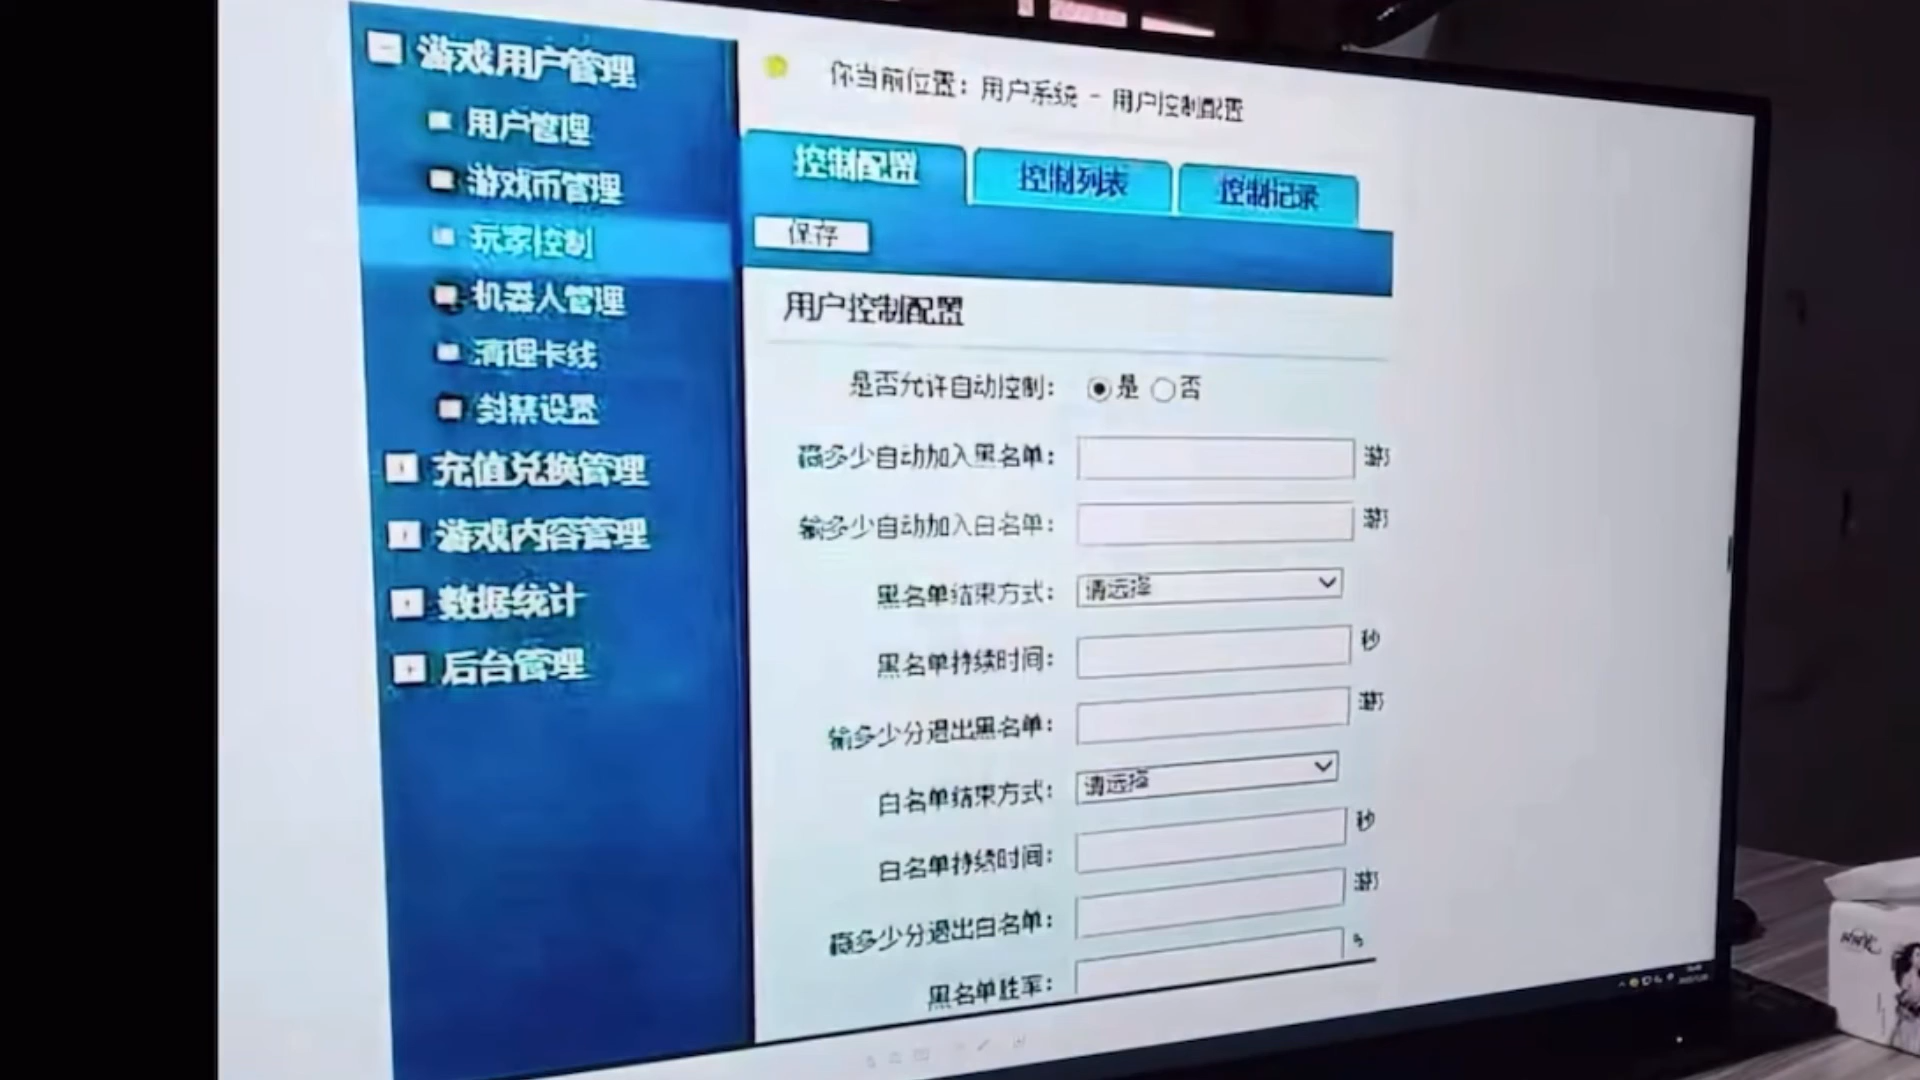 游戏用户管理
用户管理
游戏币管理
玩家控制
机器人管理
清理卡线
封禁设置
充值兑换管理
游戏内容管理
数据统计
后台管理
你当前位置：用户系统 - 用户控制配置
控制配置
控制列表
控制记录
保存
用户控制配置
是否允许自动控制： 是 否
赢多少自动加入黑名单： 游
输多少自动加入白名单： 游
黑名单结束方式： 请选择
黑名单持续时间： 秒
输多少分退出黑名单： 游
白名单结束方式： 请选择
白名单持续时间： 秒
赢多少分退出白名单： 游
黑名单胜率：